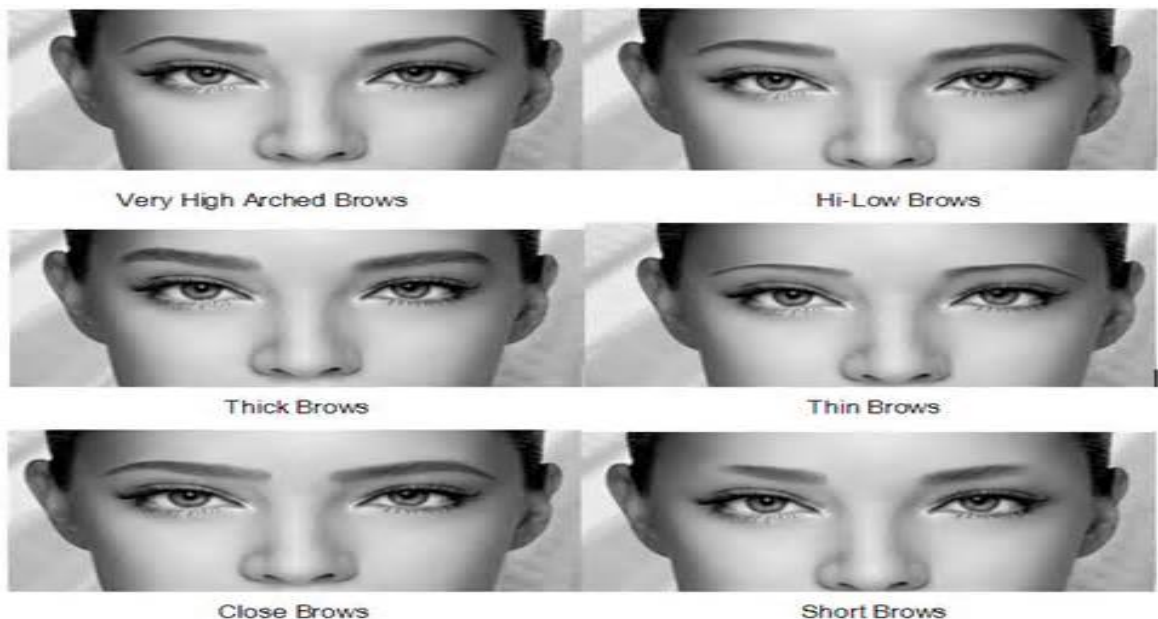 Very High Arched Brows
Hi-Low Brows
Thick Brows
Thin Brows
Close Brows
Short Brows